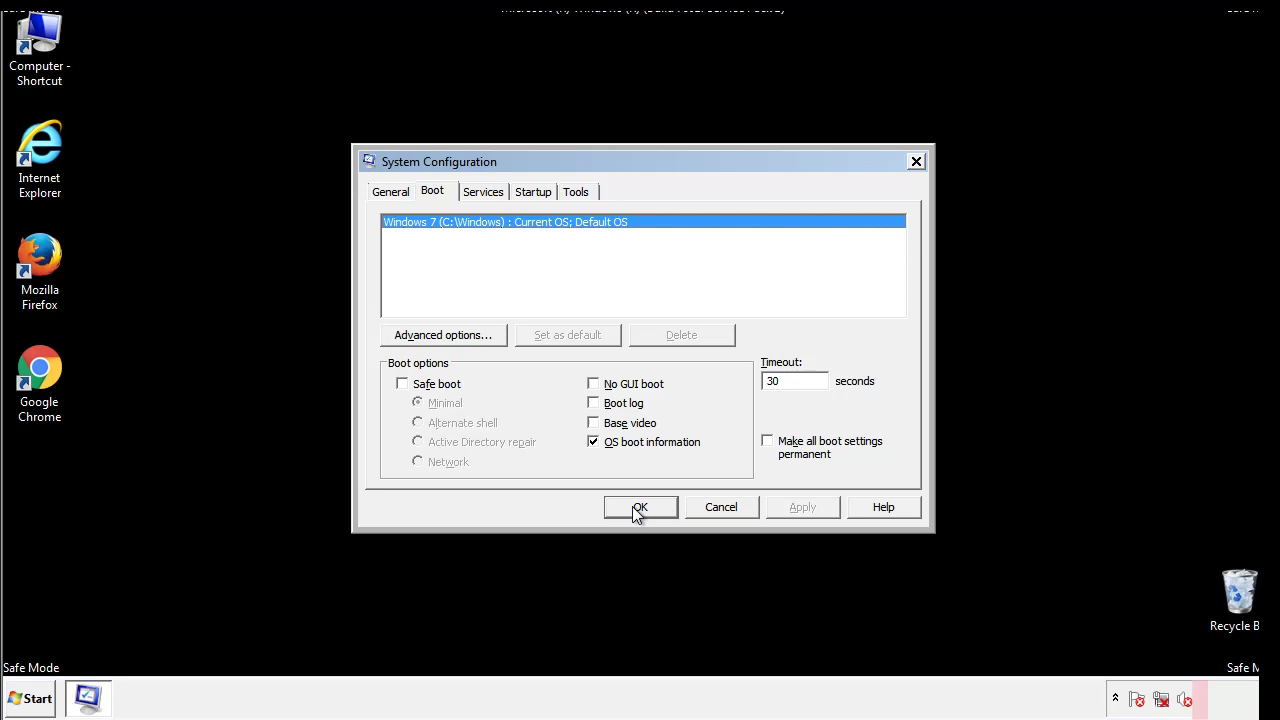 Computer -
Shortcut
Internet
Explorer
Mozilla
Firefox
Google
Chrome
System Configuration
General
Boot
Services
Startup
Tools
Windows 7 (C:\Windows) : Current OS; Default OS
Advanced options...
Set as default
Delete
Boot options
Safe boot
Minimal
Alternate shell
Active Directory repair
Network
No GUI boot
Boot log
Base video
OS boot information
Timeout:
30 seconds
Make all boot settings
permanent
OK
Cancel
Apply
Help
Recycle B
Safe Mode
Safe M
Start